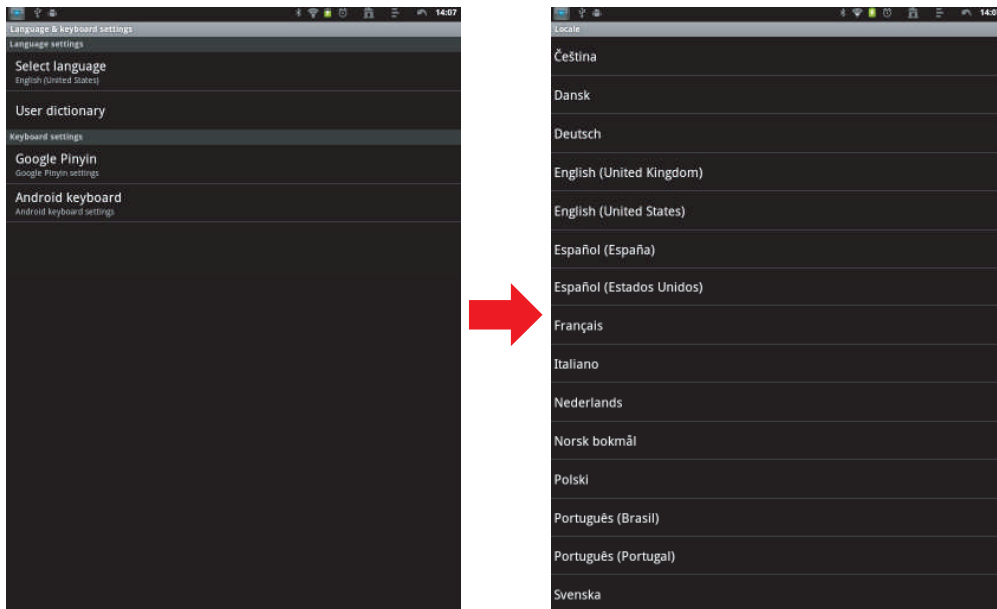 14:07
Language & keyboard settings
Language settings
Select language
English (United States)
User dictionary
Keyboard settings
Google Pinyin
Google Pinyin settings
Android keyboard
Android keyboard settings
14:0
Locale
Čeština
Dansk
Deutsch
English (United Kingdom)
English (United States)
Español (España)
Español (Estados Unidos)
Français
Italiano
Nederlands
Norsk bokmål
Polski
Português (Brasil)
Português (Portugal)
Svenska